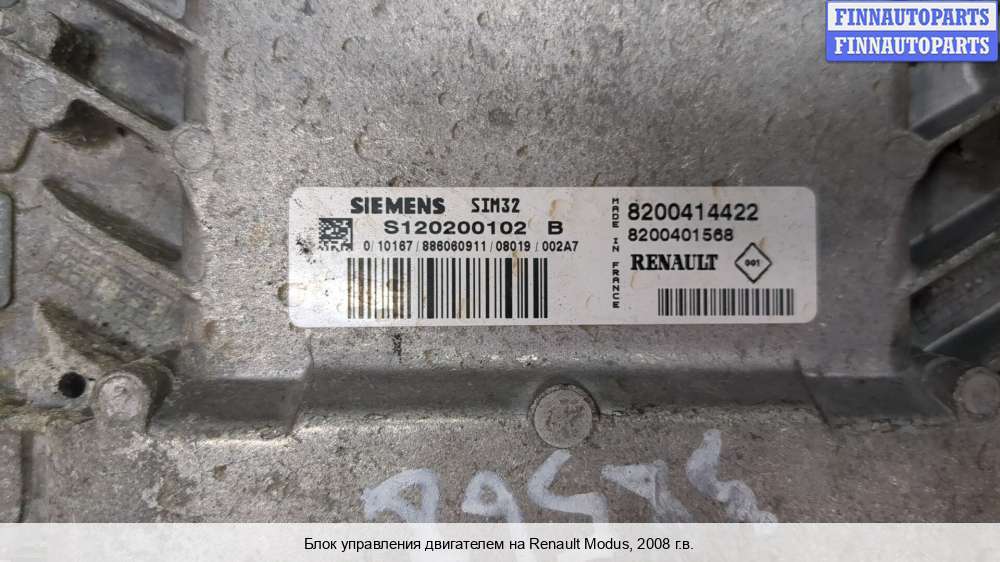 FINNAUTOPARTS
FINNAUTOPARTS
SIEMENS SIM32
S120200102 B
0/10167/886060911/08019/002A7
MADE IN FRANCE
8200414422
8200401568
RENAULT 001
Блок управления двигателем на Renault Modus, 2008 г.в.